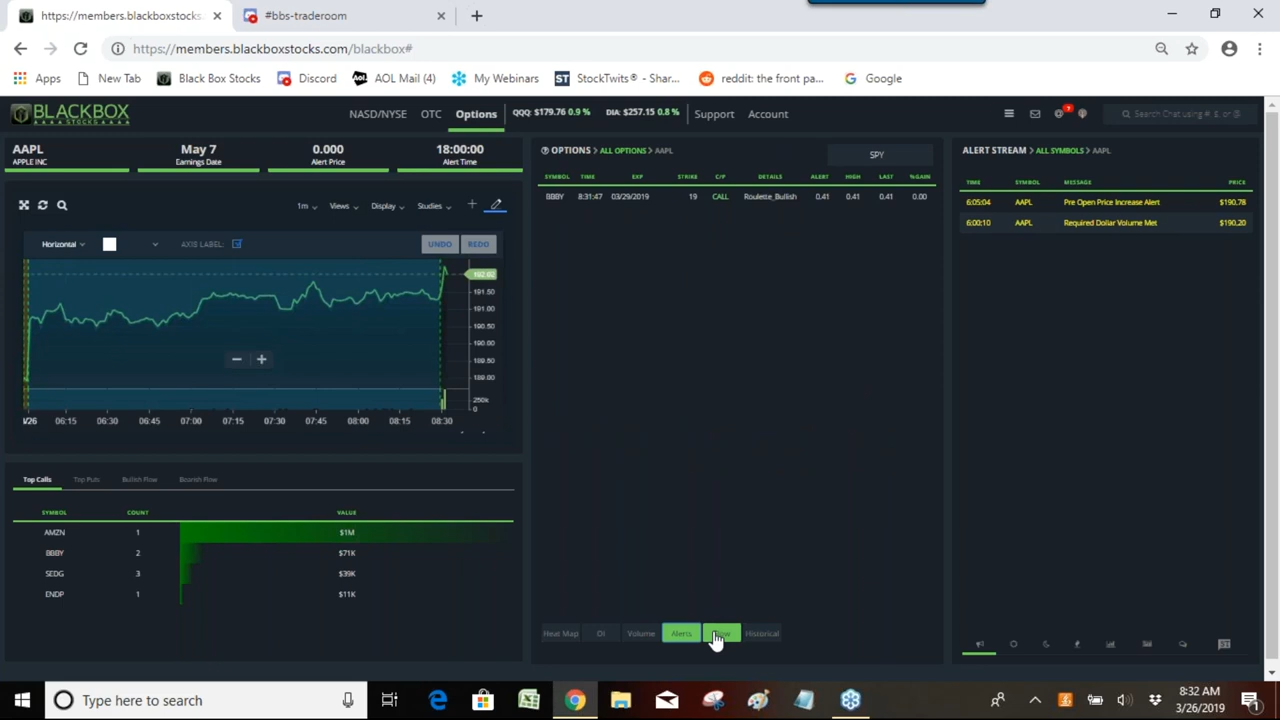 https://members.blackboxstocks.
#bbs-traderoom
https://members.blackboxstocks.com/blackbox#
Apps
New Tab
Black Box Stocks
Discord
AOL Mail (4)
My Webinars
StockTwits® - Shar...
reddit: the front pa...
Google
BLACKBOX
STOCKS
NASD/NYSE
OTC
Options
QQQ: $179.76 0.9 %
DIA: $257.15 0.8 %
Support
Account
Search Chat using #, $, or @
AAPL
APPLE INC
May 7
Earnings Date
0.000
Alert Price
18:00:00
Alert Time
1m
Views
Display
Studies
Horizontal
AXIS LABEL:
UNDO
REDO
192.02
191.50
191.00
190.50
190.00
189.50
189.00
250k
0
1/26 06:15 06:30 06:45 07:00 07:15 07:30 07:45 08:00 08:15 08:30
Top Calls
Top Puts
Bullish Flow
Bearish Flow
SYMBOL COUNT VALUE
AMZN 1 $1M
BBBY 2 $71K
SEDG 3 $39K
ENDP 1 $11K
OPTIONS > ALL OPTIONS > AAPL
SPY
SYMBOL TIME EXP STRIKE C/P DETAILS ALERT HIGH LAST %GAIN
BBBY 8:31:47 03/29/2019 19 CALL Roulette_Bullish 0.41 0.41 0.41 0.00
Heat Map
OI
Volume
Alerts
Historical
ALERT STREAM > ALL SYMBOLS > AAPL
TIME SYMBOL MESSAGE PRICE
6:05:04 AAPL Pre Open Price Increase Alert $190.78
6:00:10 AAPL Required Dollar Volume Met $190.20
Type here to search
8:32 AM
3/26/2019